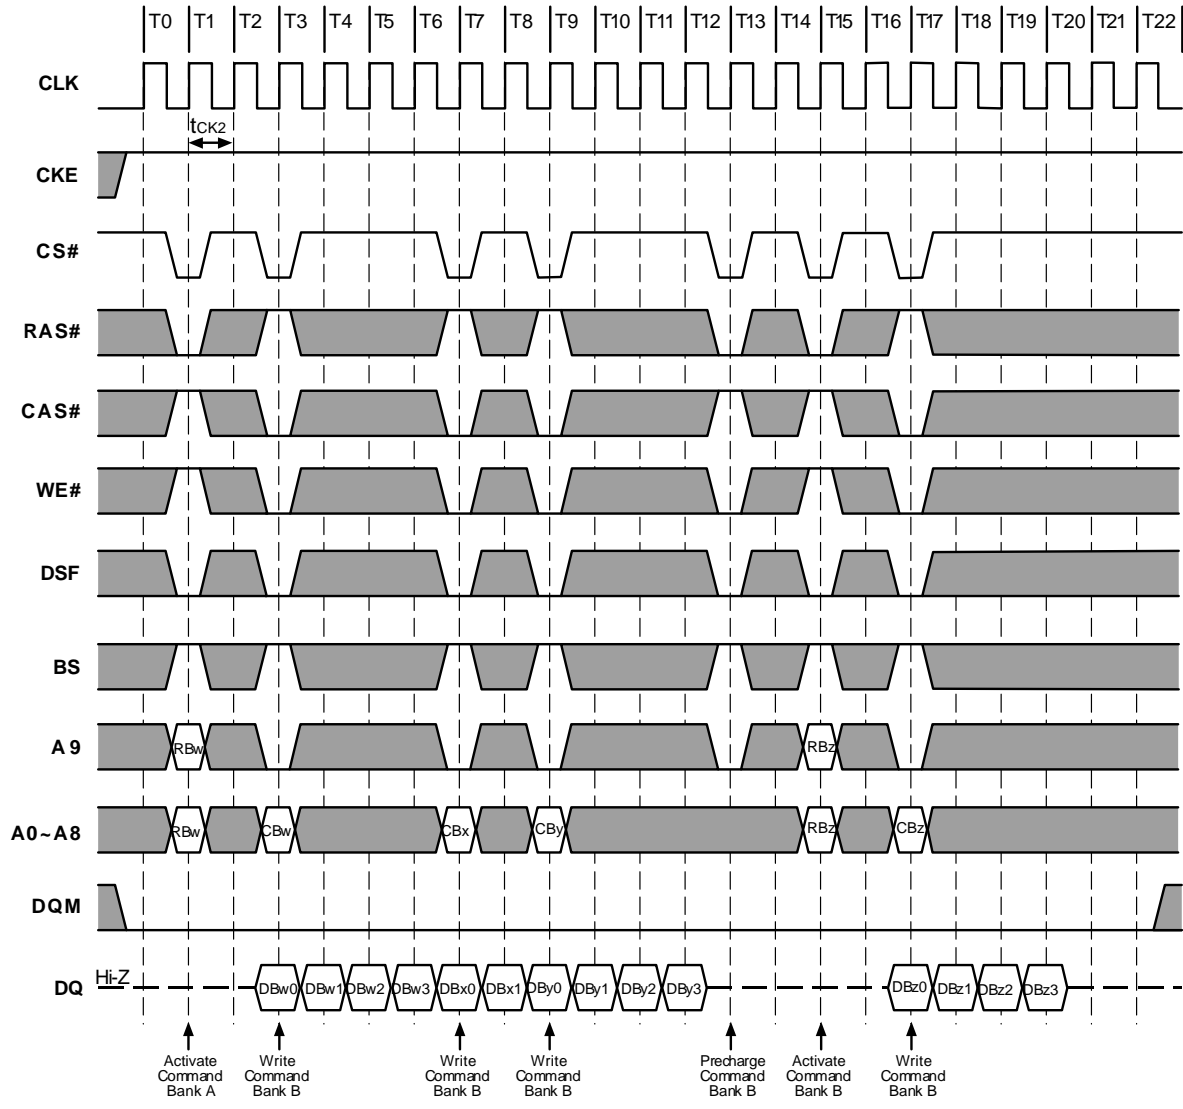 T0 T1 T2 T3 T4 T5 T6 T7 T8 T9 T10 T11 T12 T13 T14 T15 T16 T17 T18 T19 T20 T21 T22
CLK
tCK2
CKE
CS#
RAS#
CAS#
WE#
DSF
BS
A9 RBw RBz
A0~A8 RBw CBw CBx CBy RBz CBz
DQM
Hi-Z
DQ DBw0 DBw1 DBw2 DBw3 DBx0 DBx1 DBy0 DBy1 DBy2 DBy3 DBz0 DBz1 DBz2 DBz3
Activate Command Bank A
Write Command Bank B
Write Command Bank B
Write Command Bank B
Precharge Command Bank B
Activate Command Bank B
Write Command Bank B